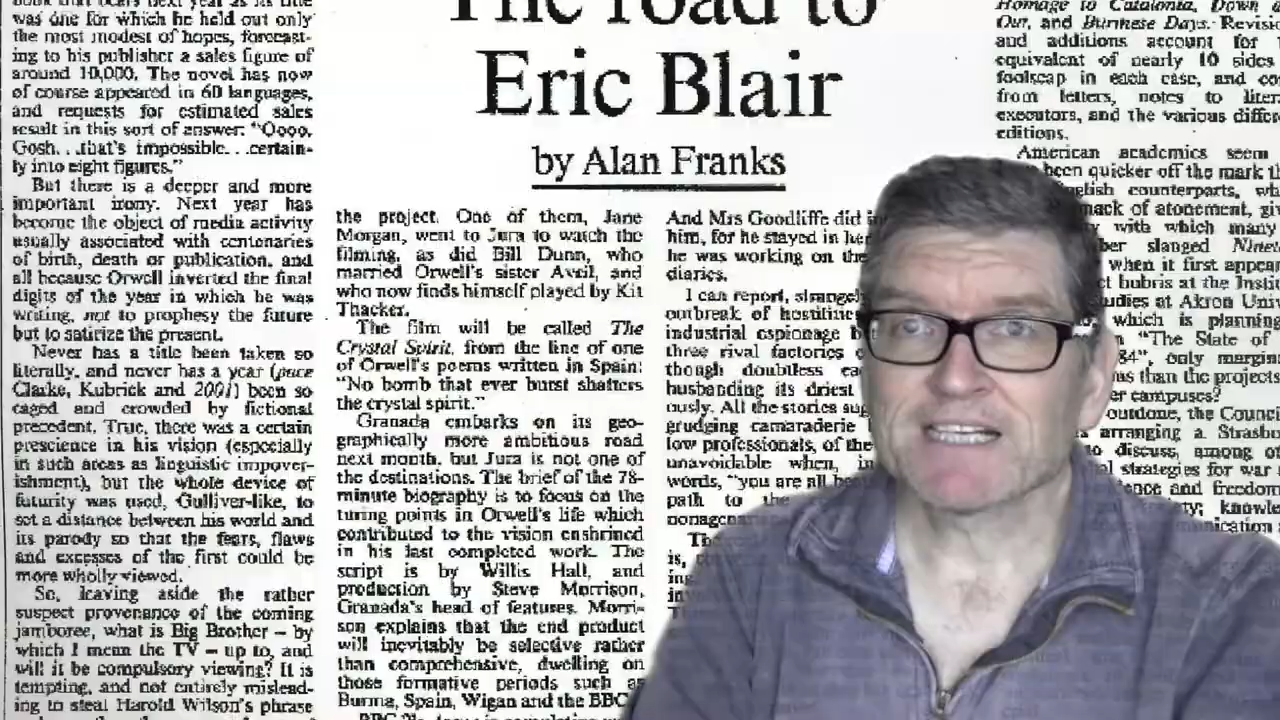 was one for which he held out only
the most modest of hopes, forecast-
ing to his publisher a sales figure of
around 10,000. The novel has now
of course appeared in 60 languages,
and requests for estimated sales
result in this sort of answer: "Oooo,
Gosh. . .that's impossible. . .certain-
ly into eight figures."
But there is a deeper and more
important irony. Next year has
become the object of media activity
usually associated with centenaries
of birth, death or publication, and
all because Orwell inverted the final
digits of the year in which he was
writing, not to prophesy the future
but to satirize the present.
Never has a title been taken so
literally, and never has a year (pace
Clarke, Kubrick and 2001) been so
caged and crowded by fictional
precedent. True, there was a certain
prescience in his vision (especially
in such areas as linguistic impover-
ishment), but the whole device of
futurity was used, Gulliver-like, to
set a distance between his world and
its parody so that the fears, flaws
and excesses of the first could be
more wholly viewed.
So, leaving aside the rather
suspect provenance of the coming
jamboree, what is Big Brother – by
which I mean the TV – up to, and
will it be compulsory viewing? It is
tempting, and not entirely mislead-
ing to steal Harold Wilson's phrase
The road to
Eric Blair
by Alan Franks
the project. One of them, Jane
Morgan, went to Jura to watch the
filming, as did Bill Dunn, who
married Orwell's sister Avril, and
who now finds himself played by Kit
Thacker.
The film will be called The
Crystal Spirit, from the line of one
of Orwell's poems written in Spain:
"No bomb that ever burst shatters
the crystal spirit."
Granada embarks on its geo-
graphically more ambitious road
next month, but Jura is not one of
the destinations. The brief of the 78-
minute biography is to focus on the
turning points in Orwell's life which
contributed to the vision enshrined
in his last completed work. The
script is by Willis Hall, and
production by Steve Morrison,
Granada's head of features. Morri-
son explains that the end product
will inevitably be selective rather
than comprehensive, dwelling on
those formative periods such as
Burma, Spain, Wigan and the BBC.
And Mrs Goodliffe did
him, for he stayed in her
he was working on the
diaries.
I can report,
outbreak of hostilities
industrial espionage
three rival factories
though doubtless
husbanding its driest
ously. All the stories
grudging camaraderie
low professionals, of the
unavoidable when, in
words, "you are all
path to the
Homage to Catalonia, Down &
Out, and Burmese Days.
and additions account for
equivalent of nearly 10 sides
foolscap in each case, and
from letters, notes to
executors, and the various
editions.
American academics seem
been quicker off the mark
counterparts,
of atonement,
with which many
slanged
when it first
hubris at the
at Akron
which is planning
"The State of
only
than the projects
campuses?
outdone, the
arranging a
to discuss, among
strategies for war
and freedom